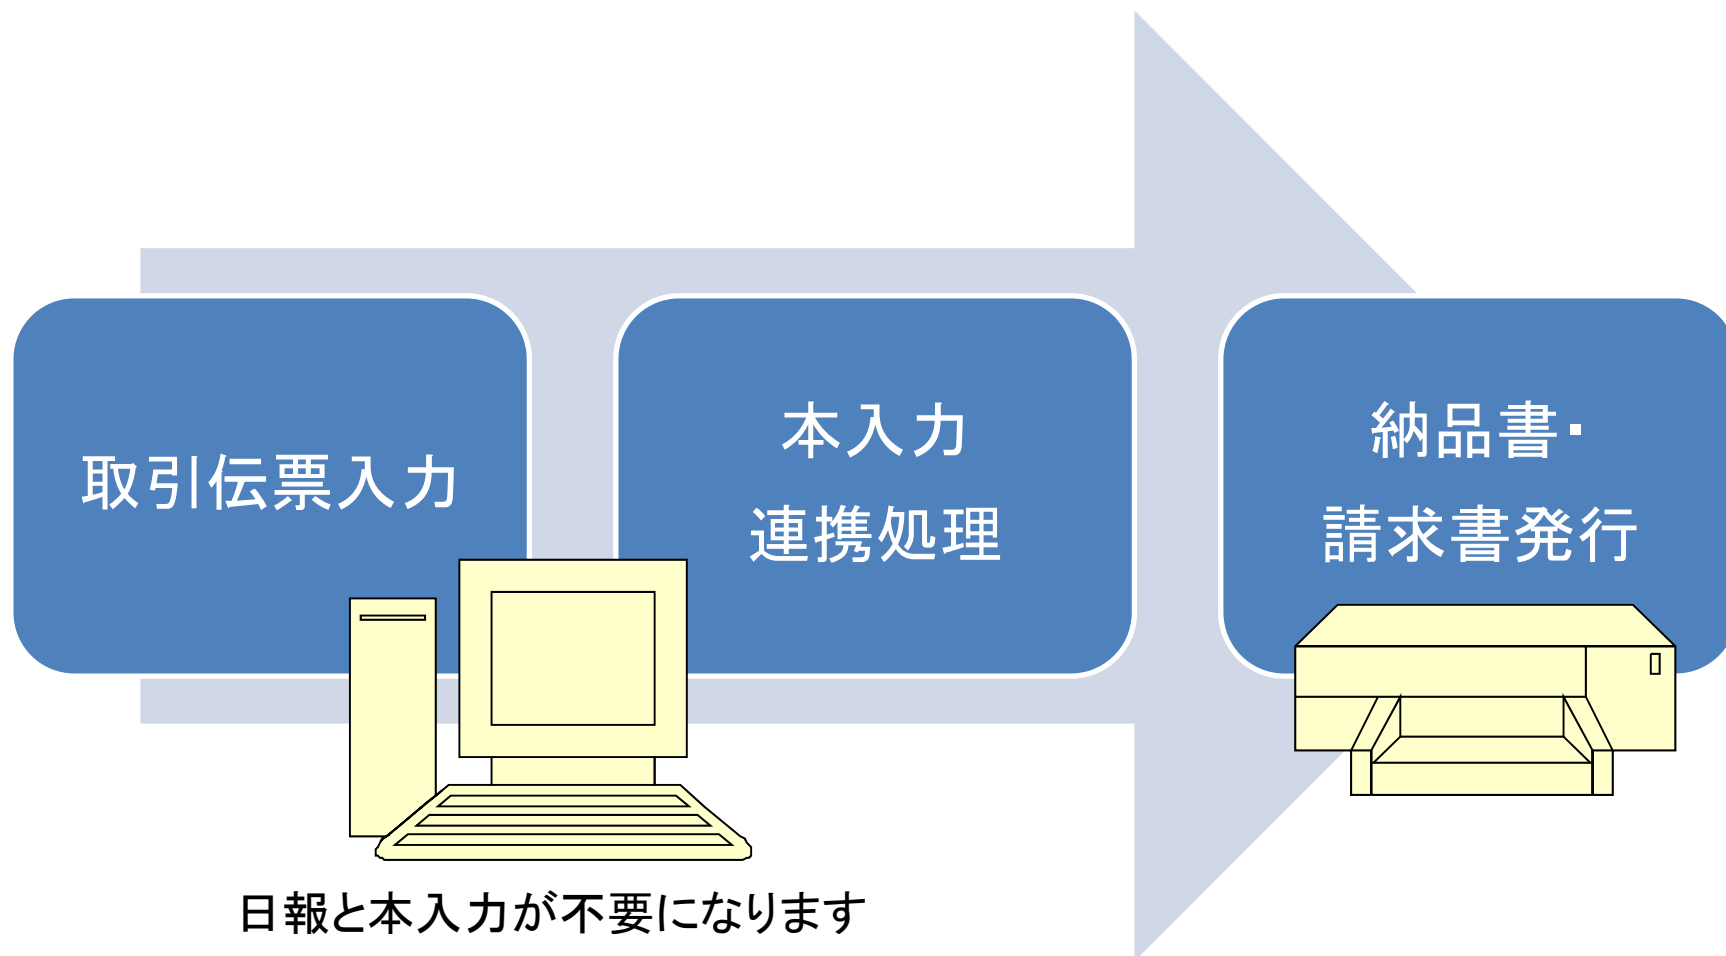 取引伝票入力
本入力
連携処理
納品書・
請求書発行
日報と本入力が不要になります